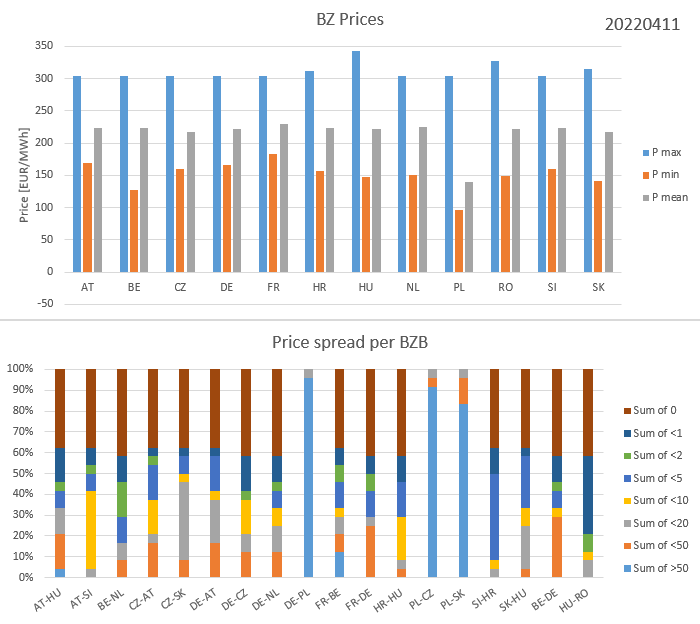 BZ Prices
20220411
Price [EUR/MWh]
350
300
250
200
150
100
50
0
-50
AT BE CZ DE FR HR HU NL PL RO SI SK
P max
P min
P mean
Price spread per BZB
100%
90%
80%
70%
60%
50%
40%
30%
20%
10%
0%
AT-HU AT-SI BE-NL CZ-AT CZ-SK DE-AT DE-CZ DE-NL DE-PL FR-BE FR-DE HR-HU PL-CZ PL-SK SI-HR SK-HU BE-DE HU-RO
Sum of 0
Sum of <1
Sum of <2
Sum of <5
Sum of <10
Sum of <20
Sum of <50
Sum of >50